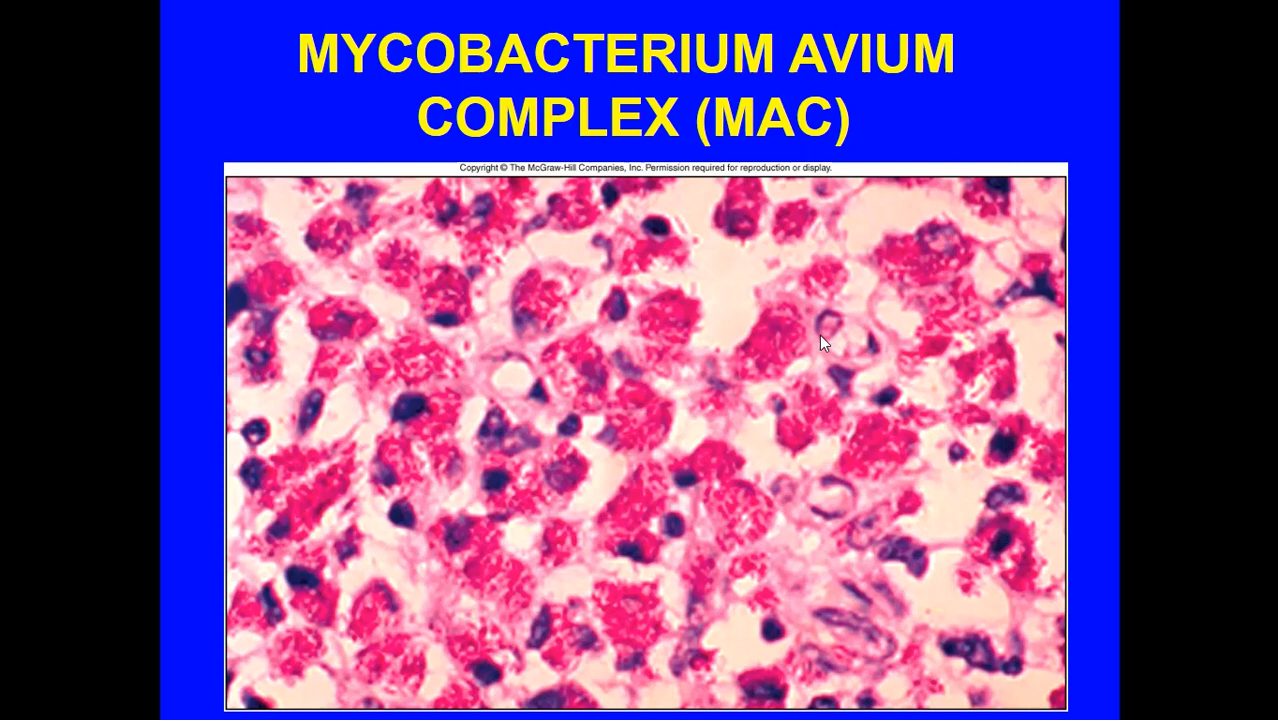 MYCOBACTERIUM AVIUM
COMPLEX (MAC)
Copyright © The McGraw-Hill Companies, Inc. Permission required for reproduction or display.